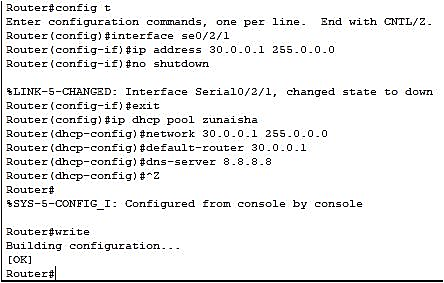 Router#config t
Enter configuration commands, one per line.  End with CNTL/Z.
Router(config)#interface se0/2/1
Router(config-if)#ip address 30.0.0.1 255.0.0.0
Router(config-if)#no shutdown
%LINK-5-CHANGED: Interface Serial0/2/1, changed state to down
Router(config-if)#exit
Router(config)#ip dhcp pool zunaisha
Router(dhcp-config)#network 30.0.0.1 255.0.0.0
Router(dhcp-config)#default-router 30.0.0.1
Router(dhcp-config)#dns-server 8.8.8.8
Router(dhcp-config)#^Z
Router#
%SYS-5-CONFIG_I: Configured from console by console
Router#write
Building configuration...
[OK]
Router#